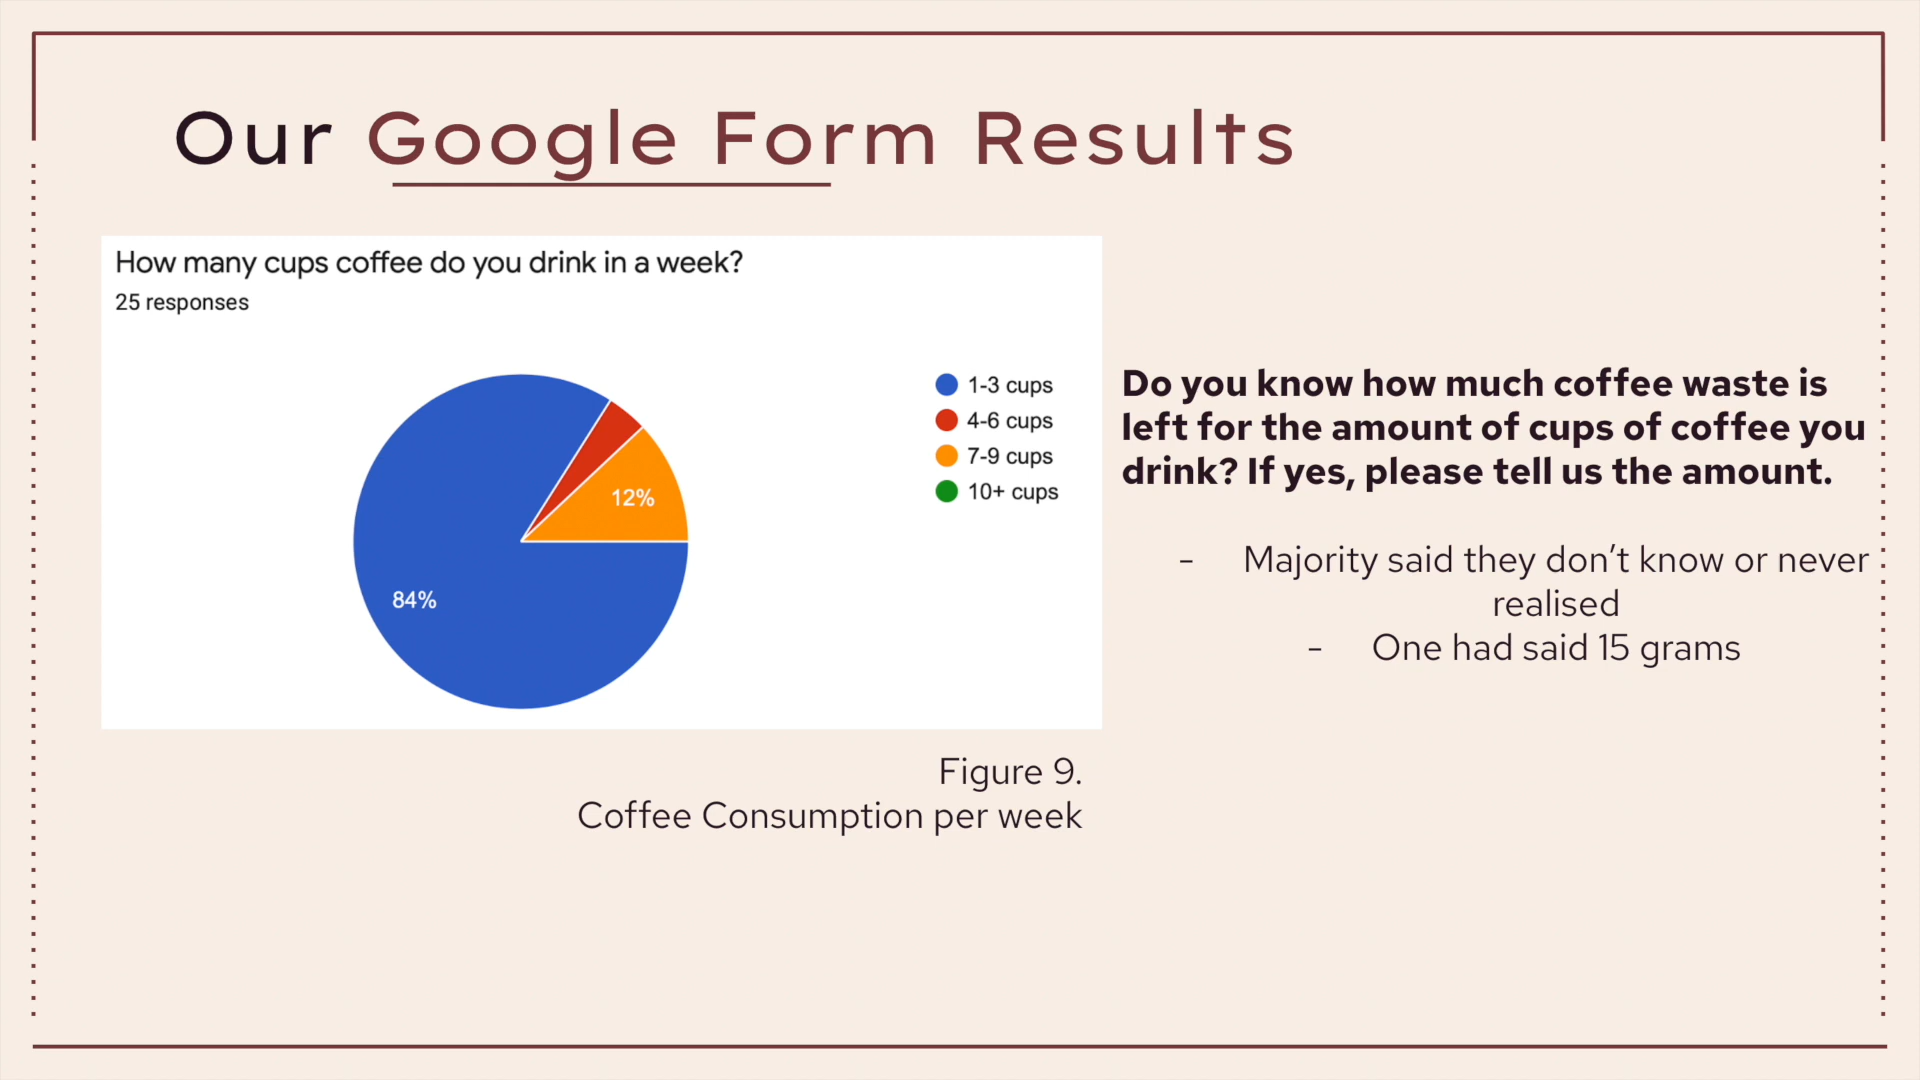 Our Google Form Results
How many cups coffee do you drink in a week?
25 responses
1-3 cups
4-6 cups
7-9 cups
10+ cups
12%
84%
Figure 9.
Coffee Consumption per week
Do you know how much coffee waste is
left for the amount of cups of coffee you
drink? If yes, please tell us the amount.
- Majority said they don’t know or never
realised
- One had said 15 grams